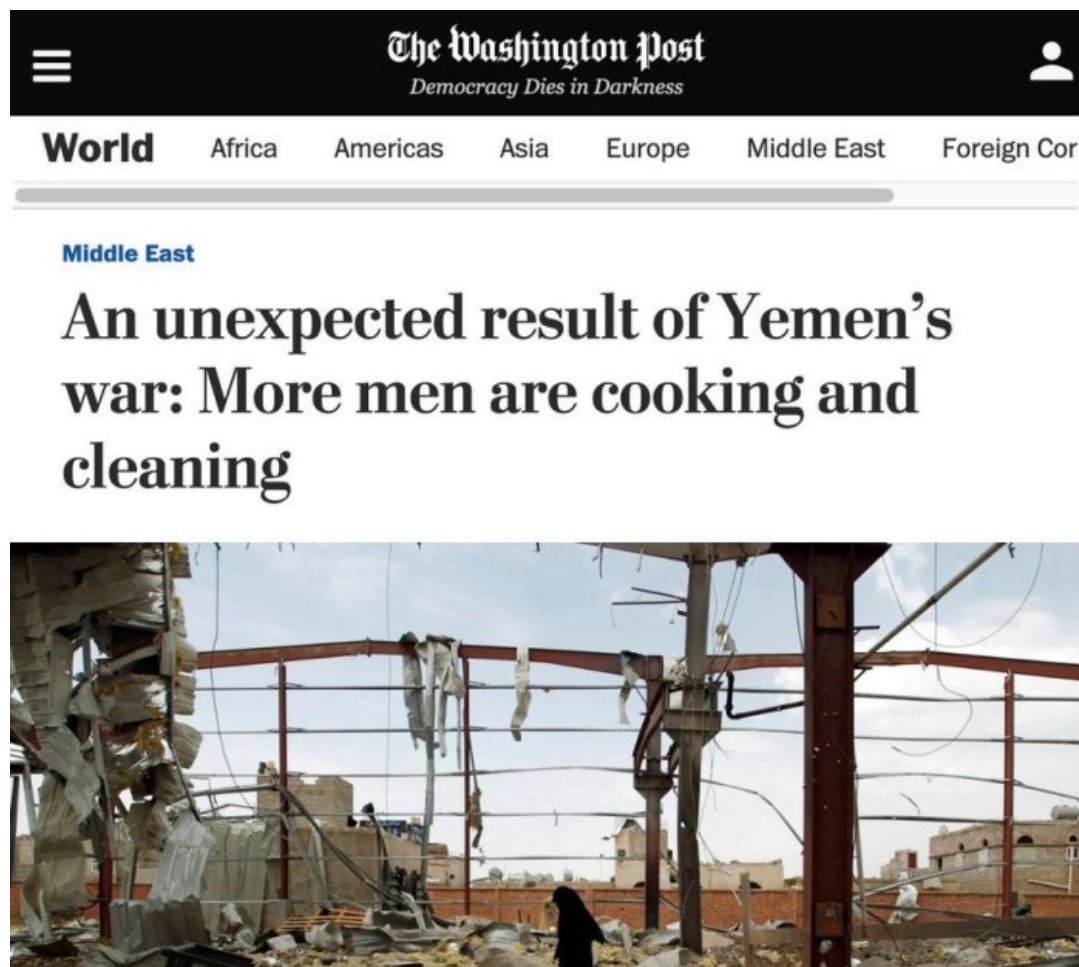 The Washington Post
Democracy Dies in Darkness
World Africa Americas Asia Europe Middle East Foreign Cor
Middle East
An unexpected result of Yemen's
war: More men are cooking and
cleaning